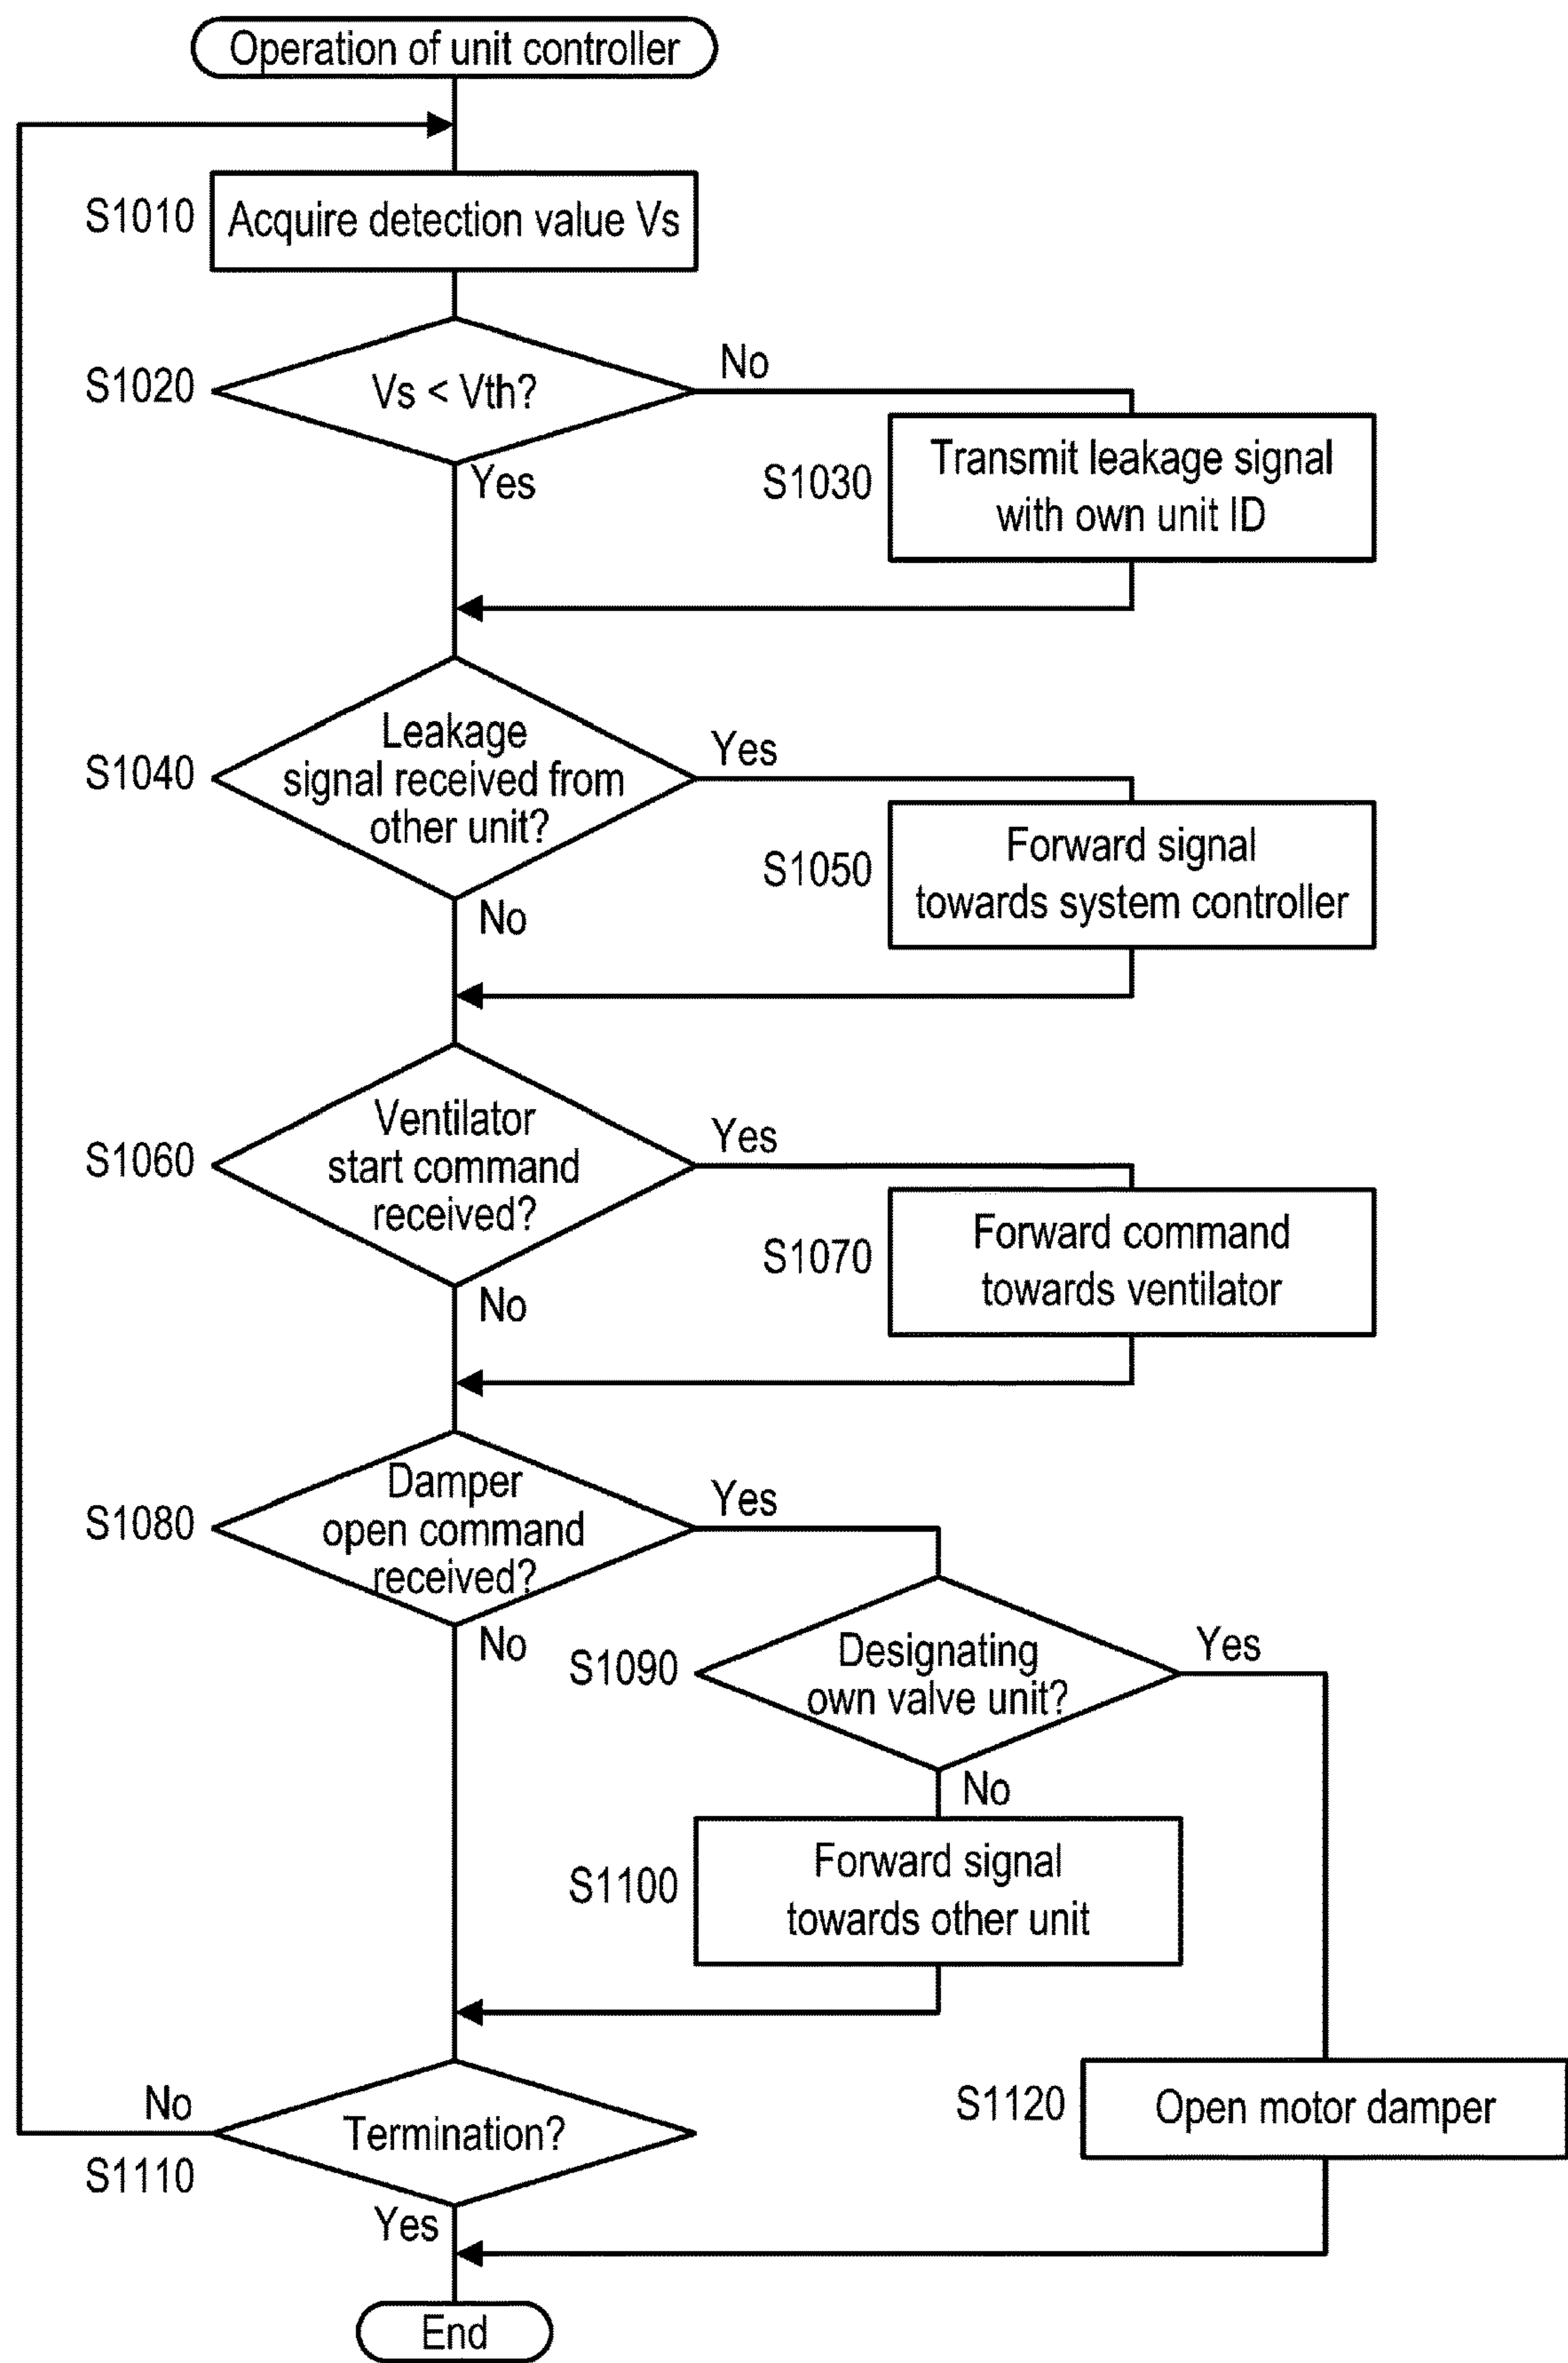 Operation of unit controller
S1010
Acquire detection value Vs
S1020
Vs < Vth?
No
Yes
S1030
Transmit leakage signal
with own unit ID
S1040
Leakage
signal received from
other unit?
Yes
No
S1050
Forward signal
towards system controller
S1060
Ventilator
start command
received?
Yes
No
S1070
Forward command
towards ventilator
S1080
Damper
open command
received?
Yes
No
S1090
Designating
own valve unit?
Yes
No
S1100
Forward signal
towards other unit
No
S1110
Termination?
Yes
S1120
Open motor damper
End